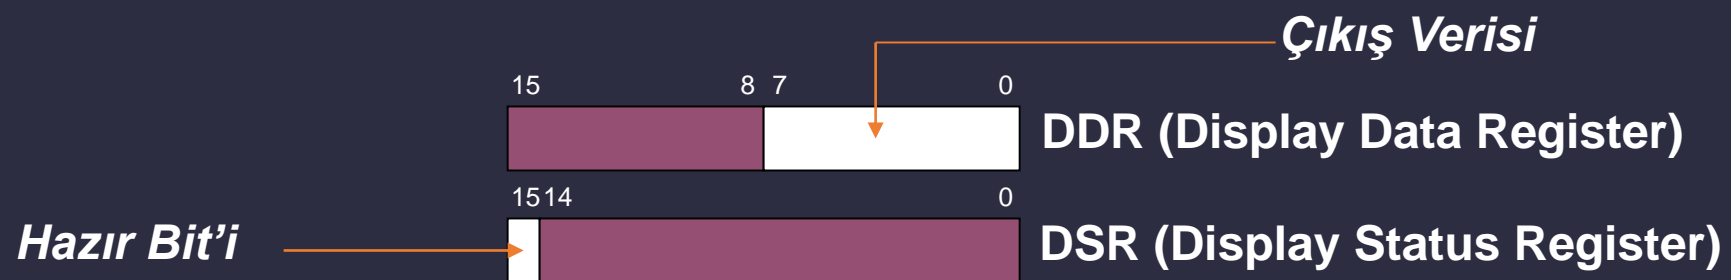 Çıkış Verisi
15 8 7 0
DDR (Display Data Register)
15 14 0
Hazır Bit’i
DSR (Display Status Register)